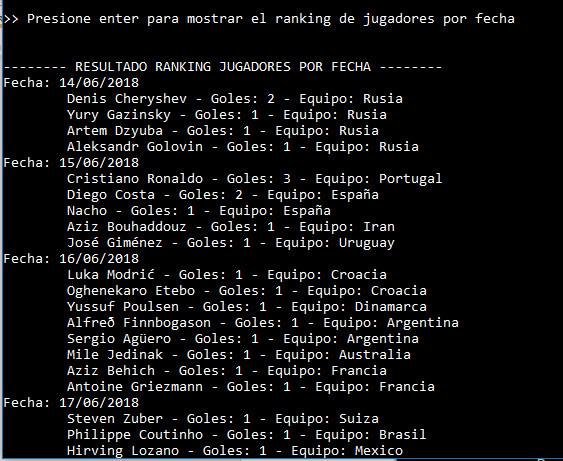 >> Presione enter para mostrar el ranking de jugadores por fecha
-------- RESULTADO RANKING JUGADORES POR FECHA --------
Fecha: 14/06/2018
Denis Cheryshev - Goles: 2 - Equipo: Rusia
Yury Gazinsky - Goles: 1 - Equipo: Rusia
Artem Dzyuba - Goles: 1 - Equipo: Rusia
Aleksandr Golovin - Goles: 1 - Equipo: Rusia
Fecha: 15/06/2018
Cristiano Ronaldo - Goles: 3 - Equipo: Portugal
Diego Costa - Goles: 2 - Equipo: España
Nacho - Goles: 1 - Equipo: España
Aziz Bouhaddouz - Goles: 1 - Equipo: Iran
José Giménez - Goles: 1 - Equipo: Uruguay
Fecha: 16/06/2018
Luka Modrić - Goles: 1 - Equipo: Croacia
Oghenekaro Etebo - Goles: 1 - Equipo: Croacia
Yussuf Poulsen - Goles: 1 - Equipo: Dinamarca
Alfreð Finnbogason - Goles: 1 - Equipo: Argentina
Sergio Agüero - Goles: 1 - Equipo: Argentina
Mile Jedinak - Goles: 1 - Equipo: Australia
Aziz Behich - Goles: 1 - Equipo: Francia
Antoine Griezmann - Goles: 1 - Equipo: Francia
Fecha: 17/06/2018
Steven Zuber - Goles: 1 - Equipo: Suiza
Philippe Coutinho - Goles: 1 - Equipo: Brasil
Hirving Lozano - Goles: 1 - Equipo: Mexico